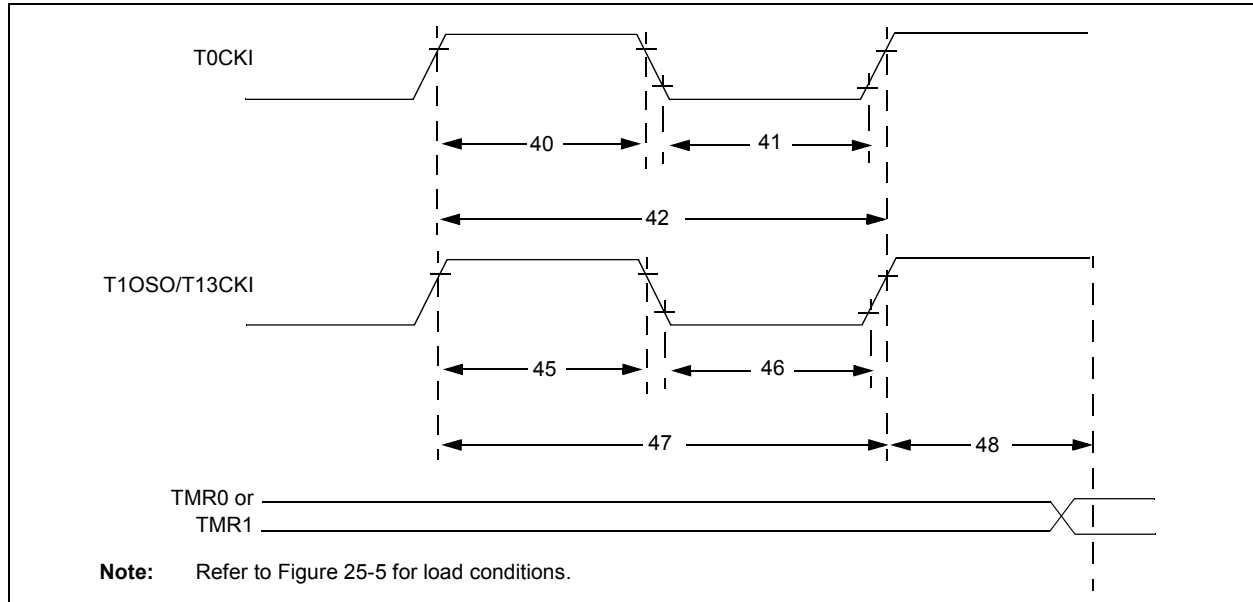 T0CKI
40
41
42
T1OSO/T13CKI
45
46
47
48
TMR0 or
TMR1
Note: Refer to Figure 25-5 for load conditions.